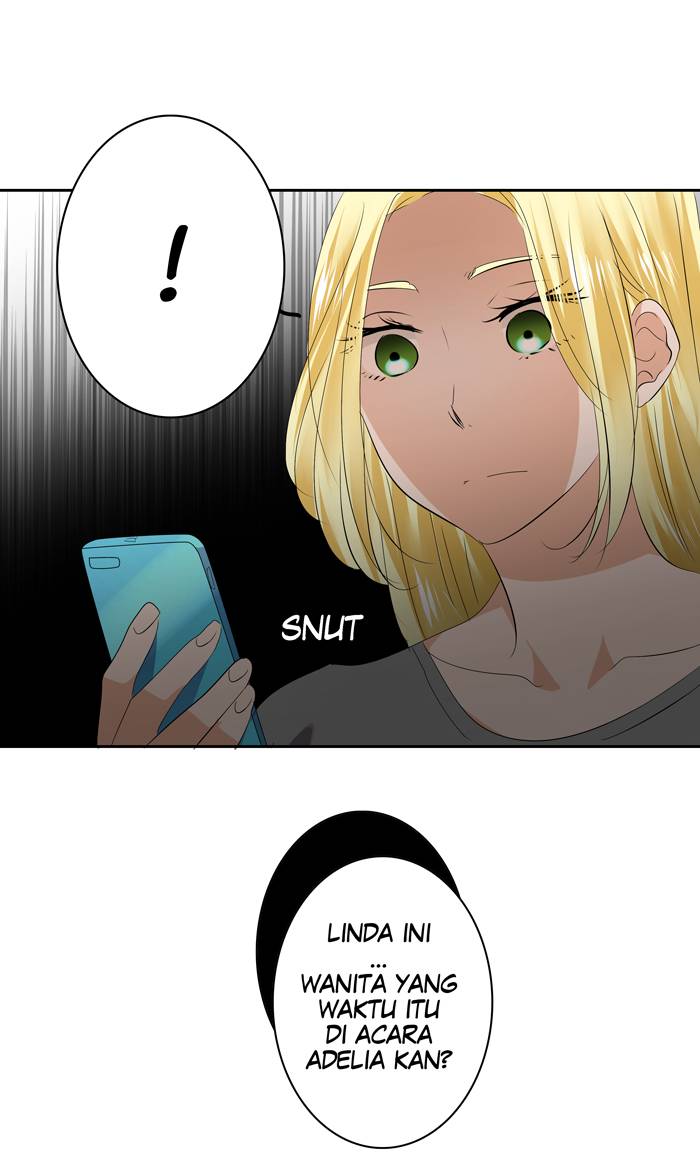 !
SNUT
LINDA INI
...
WANITA YANG
WAKTU ITU
DI ACARA
ADELIA KAN?